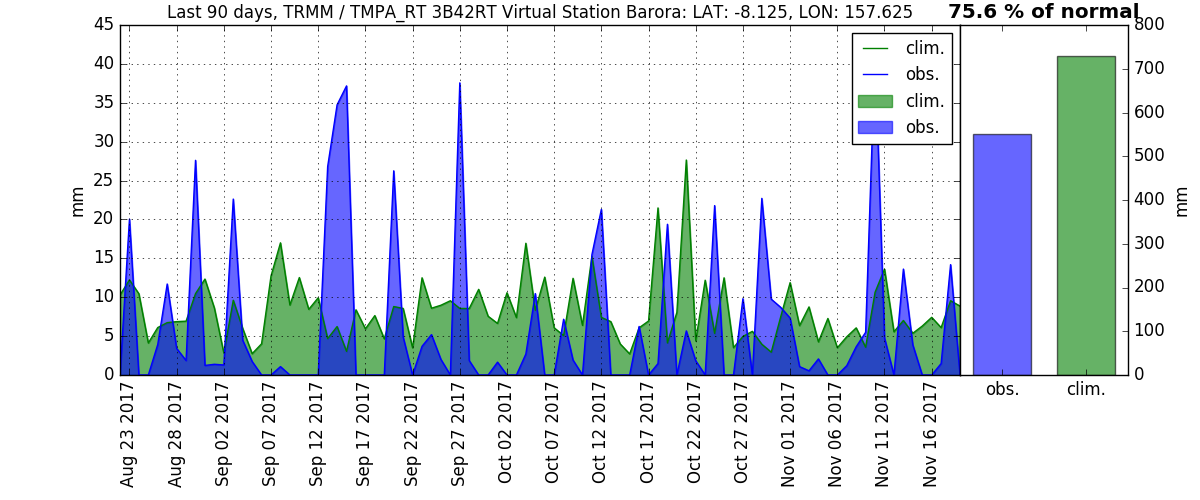 Last 90 days, TRMM / TMPA_RT 3B42RT Virtual Station Barora: LAT: -8.125, LON: 157.625
75.6 % of normal
45
40
35
30
25
20
15
10
5
0
mm
clim.
obs.
clim.
obs.
Aug 23 2017
Aug 28 2017
Sep 02 2017
Sep 07 2017
Sep 12 2017
Sep 17 2017
Sep 22 2017
Sep 27 2017
Oct 02 2017
Oct 07 2017
Oct 12 2017
Oct 17 2017
Oct 22 2017
Oct 27 2017
Nov 01 2017
Nov 06 2017
Nov 11 2017
Nov 16 2017
800
700
600
500
400
300
200
100
0
mm
obs.
clim.